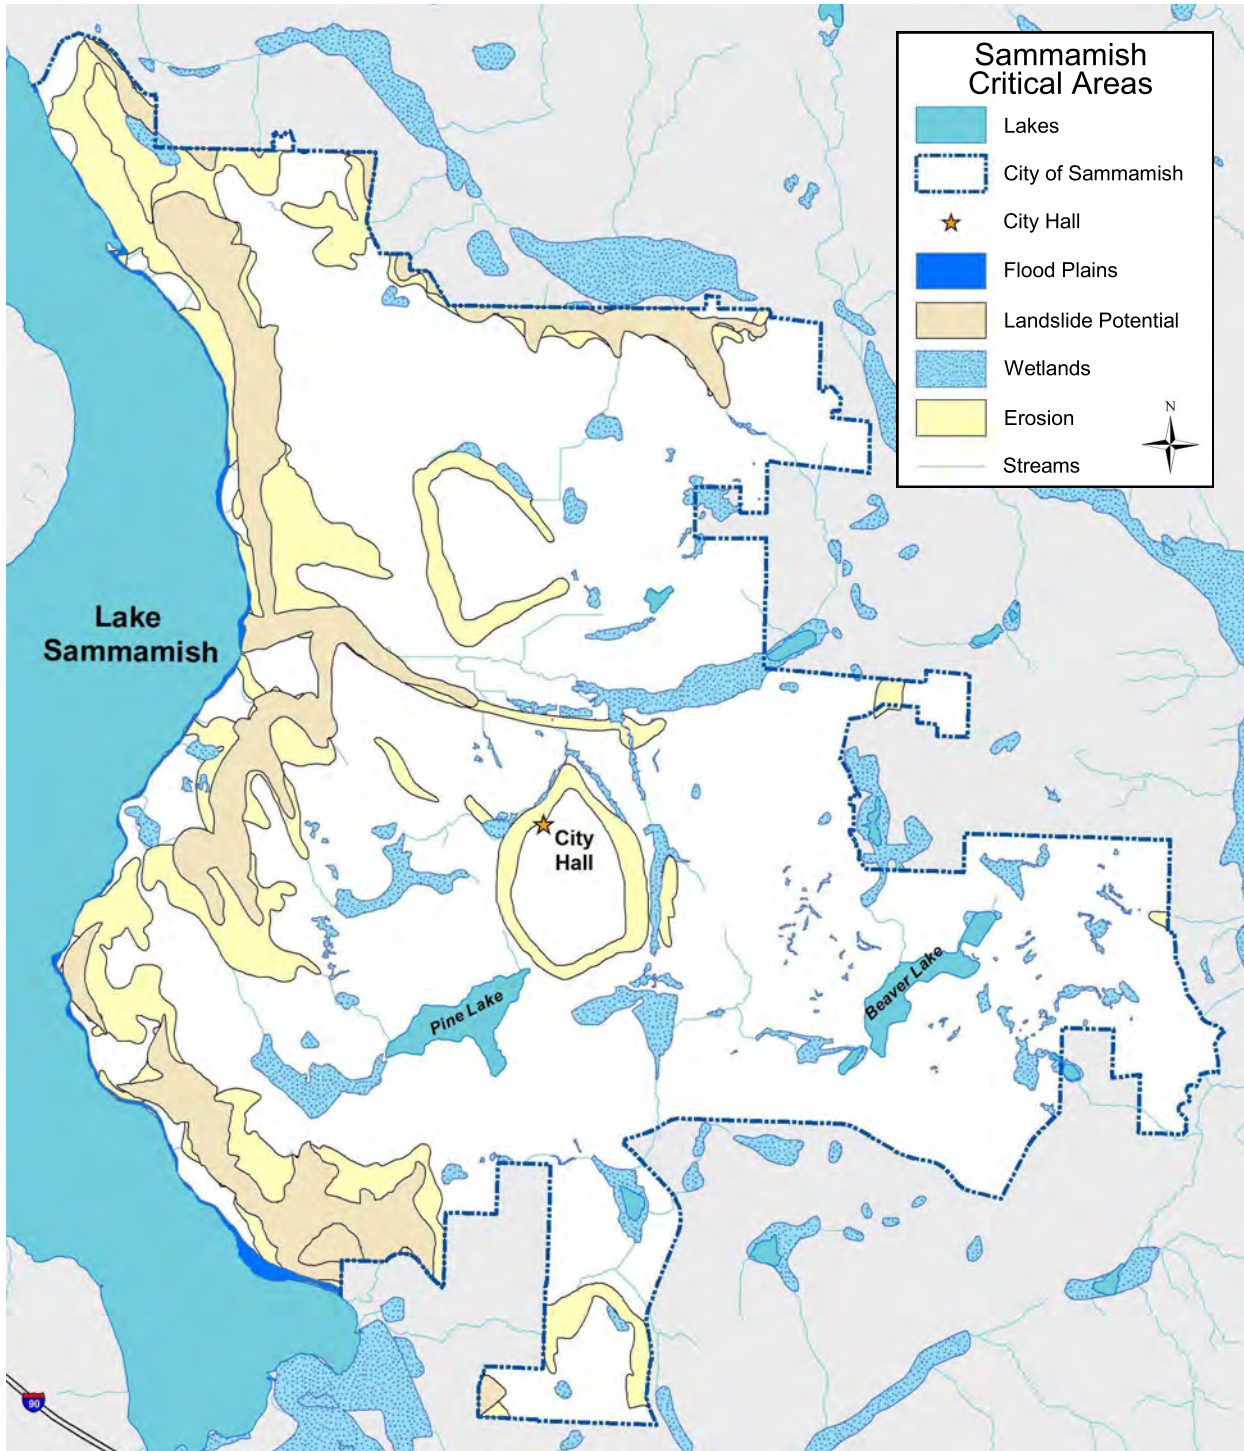 Sammamish
Critical Areas
Lakes
City of Sammamish
City Hall
Flood Plains
Landslide Potential
Wetlands
Erosion
Streams
N
Lake
Sammamish
City
Hall
Pine Lake
Beaver Lake
90